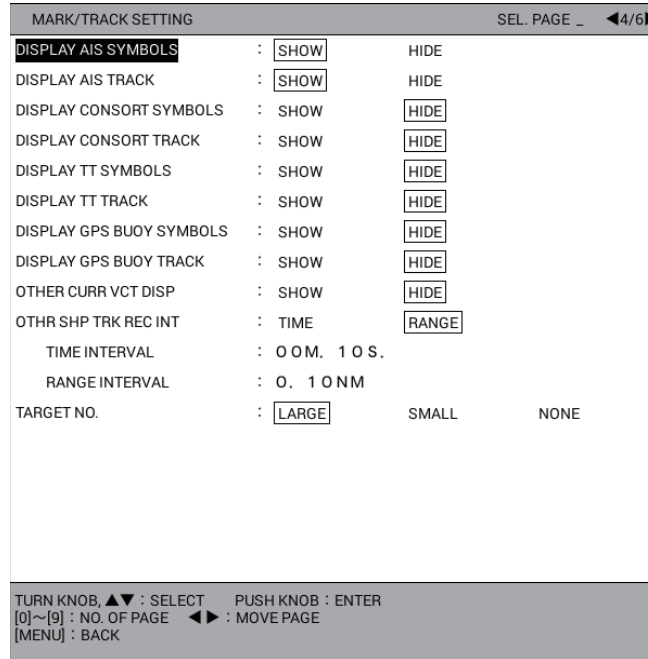 MARK/TRACK SETTING SEL. PAGE _ ◀4/6▶
DISPLAY AIS SYMBOLS : SHOW HIDE
DISPLAY AIS TRACK : SHOW HIDE
DISPLAY CONSORT SYMBOLS : SHOW HIDE
DISPLAY CONSORT TRACK : SHOW HIDE
DISPLAY TT SYMBOLS : SHOW HIDE
DISPLAY TT TRACK : SHOW HIDE
DISPLAY GPS BUOY SYMBOLS : SHOW HIDE
DISPLAY GPS BUOY TRACK : SHOW HIDE
OTHER CURR VCT DISP : SHOW HIDE
OTHR SHP TRK REC INT : TIME RANGE
TIME INTERVAL : 00M. 10S.
RANGE INTERVAL : 0. 10NM
TARGET NO. : LARGE SMALL NONE
TURN KNOB, ▲▼ : SELECT PUSH KNOB : ENTER
[0]~[9] : NO. OF PAGE ◀ ▶ : MOVE PAGE
[MENU] : BACK